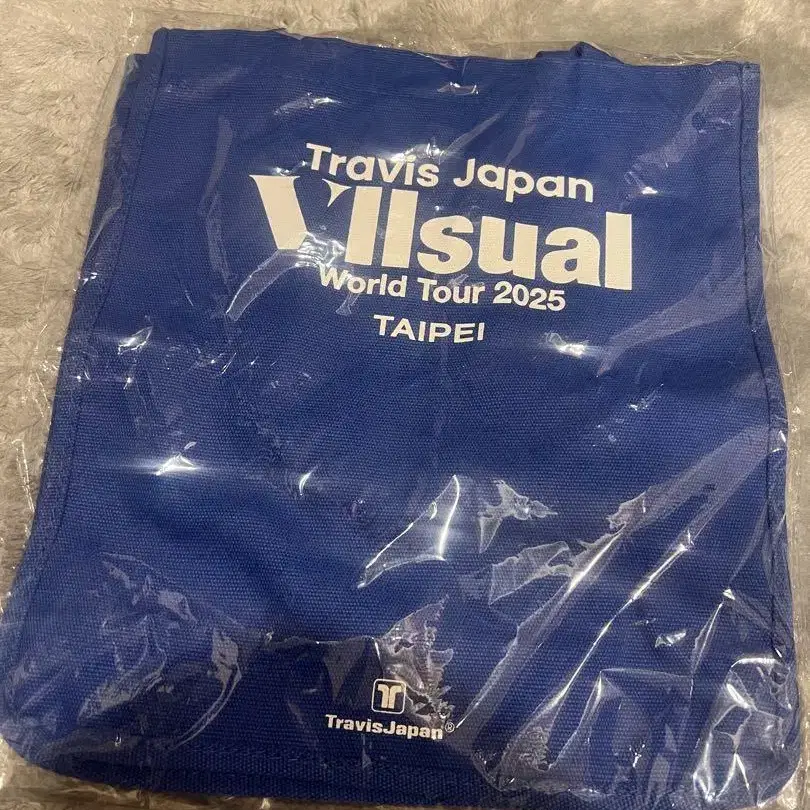 Travis Japan
VIIsual
World Tour 2025
TAIPEI
TravisJapan®